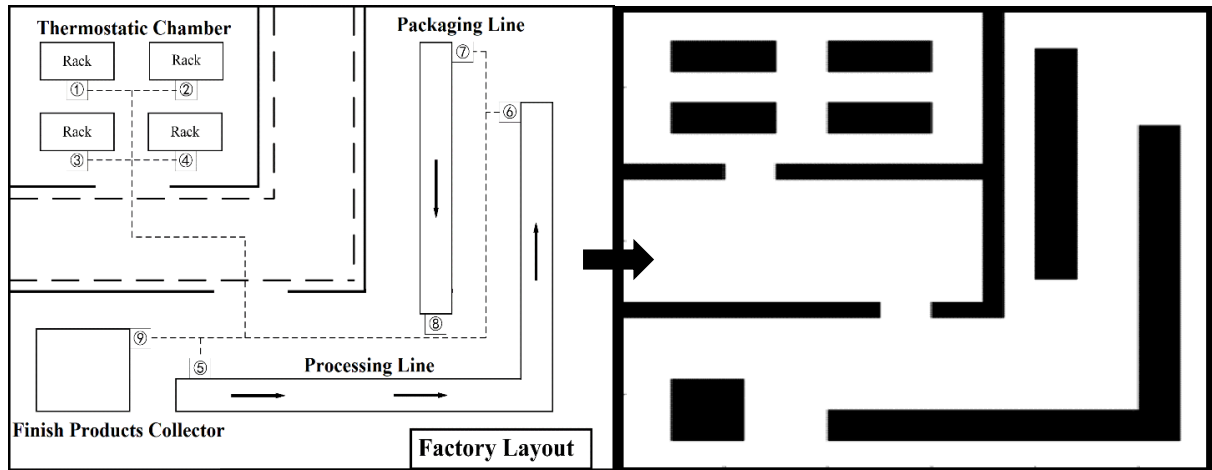 Thermostatic Chamber
Packaging Line
Rack
Rack
⑦
① ②
⑥
Rack
Rack
③ ④
⑧
⑨
⑤
Processing Line
Finish Products Collector
Factory Layout